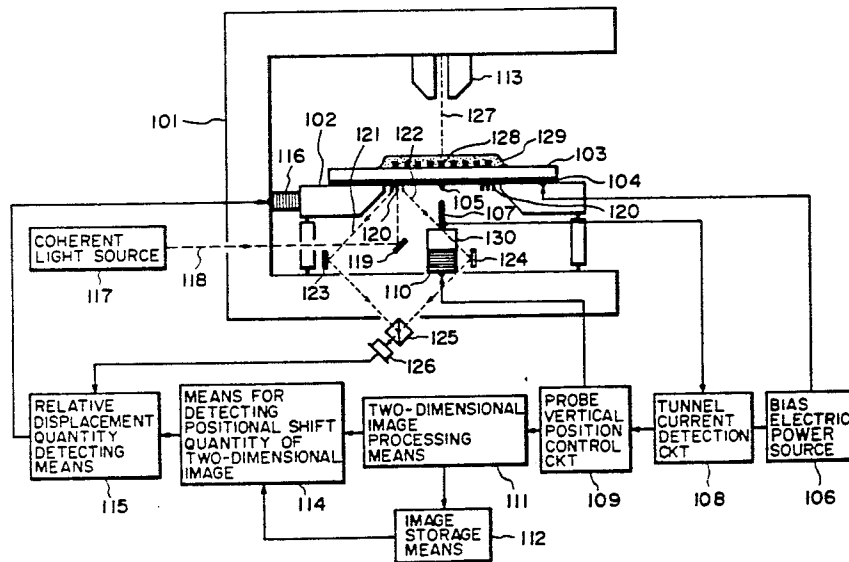 113
127
101
102
121
122
128
129
103
104
116
105
107
120
120
130
119
124
COHERENT
LIGHT SOURCE
118
117
123
110
125
126
RELATIVE
DISPLACEMENT
QUANTITY
DETECTING
MEANS
115
MEANS FOR
DETECTING
POSITIONAL SHIFT
QUANTITY OF
TWO-DIMENSIONAL
IMAGE
114
TWO-DIMENSIONAL
IMAGE
PROCESSING
MEANS
111
PROBE
VERTICAL
POSITION
CONTROL
CKT
109
TUNNEL
CURRENT
DETECTION
CKT
108
BIAS
ELECTRIC
POWER
SOURCE
106
IMAGE
STORAGE
MEANS
112